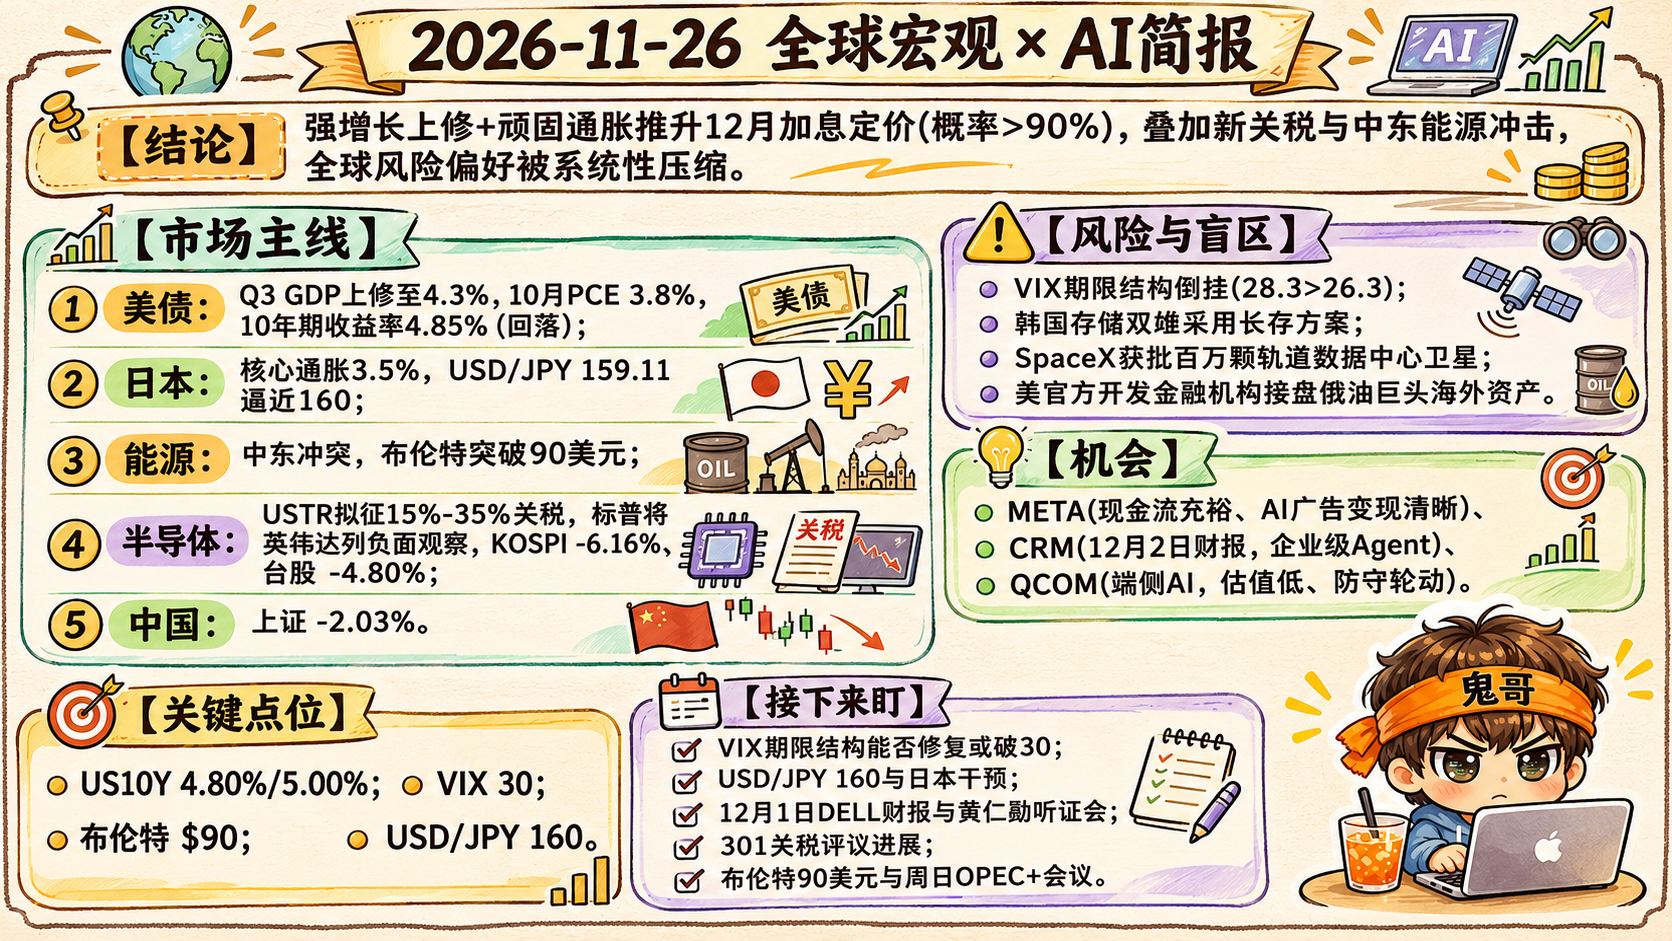 2026-11-26 全球宏观 × AI简报
AI
【结论】
强增长上修+顽固通胀推升12月加息定价(概率>90%)，叠加新关税与中东能源冲击，
全球风险偏好被系统性压缩。
【市场主线】
1 美债：
Q3 GDP上修至4.3%，10月PCE 3.8%，
10年期收益率4.85% (回落)；
美债
2 日本：
核心通胀3.5%，USD/JPY 159.11
逼近160；
¥
3 能源：
中东冲突，布伦特突破90美元；
OIL
4 半导体：
USTR拟征15%-35%关税，标普将
英伟达列负面观察，KOSPI -6.16%、
台股 -4.80%；
关税
5 中国：
上证 -2.03%。
【风险与盲区】
VIX期限结构倒挂(28.3>26.3)；
韩国存储双雄采用长存方案；
SpaceX获批百万颗轨道数据中心卫星；
美官方开发金融机构接盘俄油巨头海外资产。
OIL
【机会】
META(现金流充裕、AI广告变现清晰)、
CRM(12月2日财报，企业级Agent)、
QCOM(端侧AI，估值低、防守轮动)。
【关键点位】
US10Y 4.80%/5.00%；
VIX 30；
布伦特 $90；
USD/JPY 160。
【接下来盯】
VIX期限结构能否修复或破30；
USD/JPY 160与日本干预；
12月1日DELL财报与黄仁勋听证会；
301关税评议进展；
布伦特90美元与周日OPEC+会议。
鬼哥